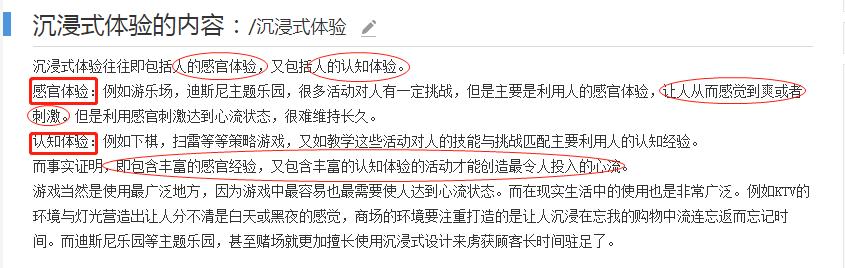 沉浸式体验的内容：/沉浸式体验
沉浸式体验往往即包括人的感官体验，又包括人的认知体验。
感官体验：例如游乐场，迪斯尼主题乐园，很多活动对人有一定挑战，但是主要是利用人的感官体验，让人从而感觉到爽或者
刺激。但是利用感官刺激达到心流状态，很难维持长久。
认知体验：例如下棋，扫雷等等策略游戏，又如教学这些活动对人的技能与挑战匹配主要利用人的认知经验。
而事实证明，即包含丰富的感官经验，又包含丰富的认知体验的活动才能创造最令人投入的心流。
游戏当然是使用最广泛地方，因为游戏中最容易也最需要使人达到心流状态。而在现实生活中的使用也是非常广泛。例如KTV的
环境与灯光营造出让人分不清是白天或黑夜的感觉，商场的环境要注重打造的是让人沉浸在忘我的购物中流连忘返而忘记时
间。而迪斯尼乐园等主题乐园，甚至赌场就更加擅长使用沉浸式设计来虏获顾客长时间驻足了。